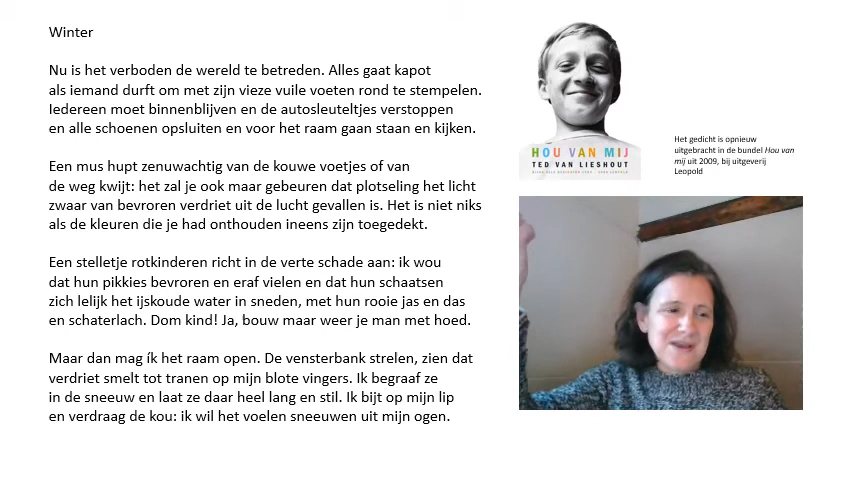 Winter
Nu is het verboden de wereld te betreden. Alles gaat kapot
als iemand durft om met zijn vieze vuile voeten rond te stempelen.
Iedereen moet binnenblijven en de autosleuteltjes verstoppen
en alle schoenen opsluiten en voor het raam gaan staan en kijken.
Een mus hupt zenuwachtig van de kouwe voetjes of van
de weg kwijt: het zal je ook maar gebeuren dat plotseling het licht
zwaar van bevroren verdriet uit de lucht gevallen is. Het is niet niks
als de kleuren die je had onthouden ineens zijn toegedekt.
Een stelletje rotkinderen richt in de verte schade aan: ik wou
dat hun pikkies bevroren en eraf vielen en dat hun schaatsen
zich lelijk het ijskoude water in sneden, met hun rooie jas en das
en schaterlach. Dom kind! Ja, bouw maar weer je man met hoed.
Maar dan mag ík het raam open. De vensterbank strelen, zien dat
verdriet smelt tot tranen op mijn blote vingers. Ik begraaf ze
in de sneeuw en laat ze daar heel lang en stil. Ik bijt op mijn lip
en verdraag de kou: ik wil het voelen sneeuwen uit mijn ogen.
HOU VAN MIJ
TED VAN LIESHOUT
Het gedicht is opnieuw
uitgebracht in de bundel Hou van
mij uit 2009, bij uitgeverij
Leopold